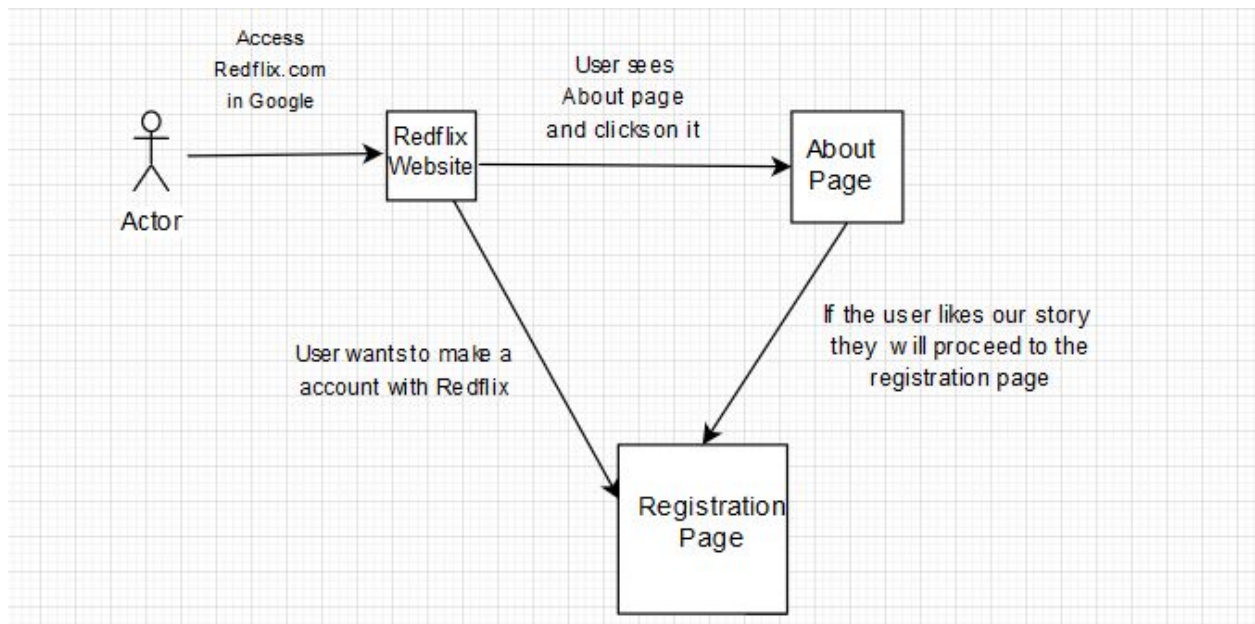 Access
Redflix.com
in Google
User sees
About page
and clicks on it
Redflix
Website
About
Page
Actor
If the user likes our story
they will proceed to the
registration page
User wants to make a
account with Redflix
Registration
Page